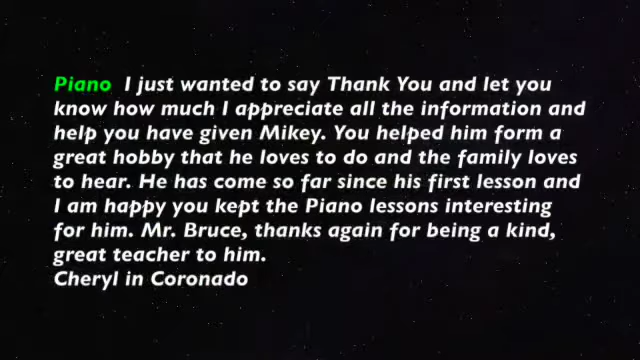 Piano I just wanted to say Thank You and let you
know how much I appreciate all the information and
help you have given Mikey. You helped him form a
great hobby that he loves to do and the family loves
to hear. He has come so far since his first lesson and
I am happy you kept the Piano lessons interesting
for him. Mr. Bruce, thanks again for being a kind,
great teacher to him.
Cheryl in Coronado